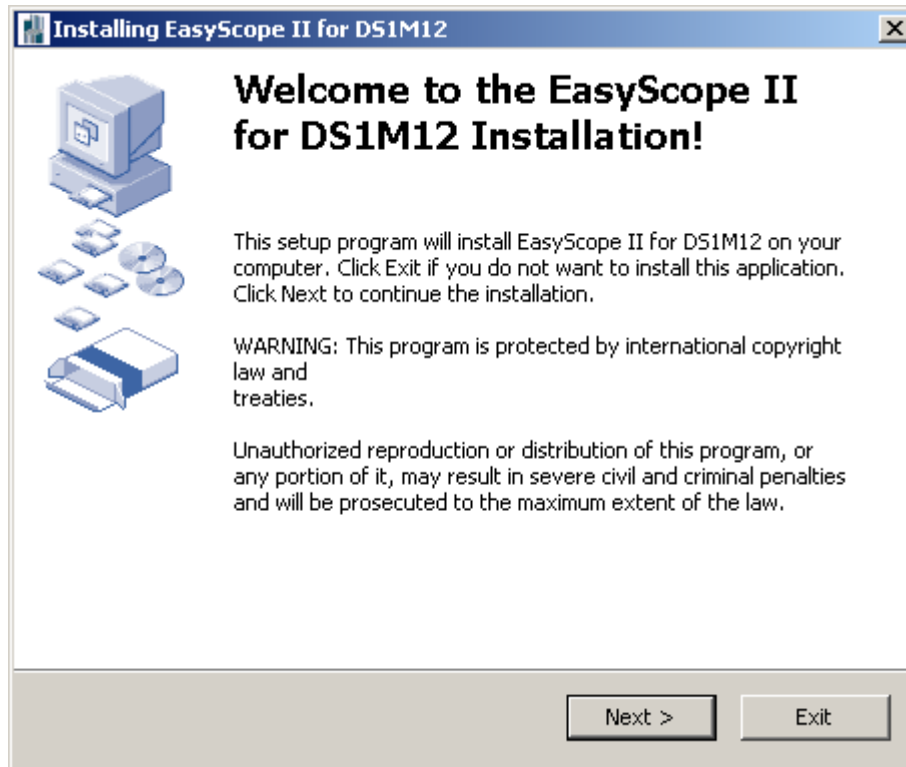 Installing EasyScope II for DS1M12
Welcome to the EasyScope II
for DS1M12 Installation!
This setup program will install EasyScope II for DS1M12 on your
computer. Click Exit if you do not want to install this application.
Click Next to continue the installation.
WARNING: This program is protected by international copyright
law and
treaties.
Unauthorized reproduction or distribution of this program, or
any portion of it, may result in severe civil and criminal penalties
and will be prosecuted to the maximum extent of the law.
Next >
Exit